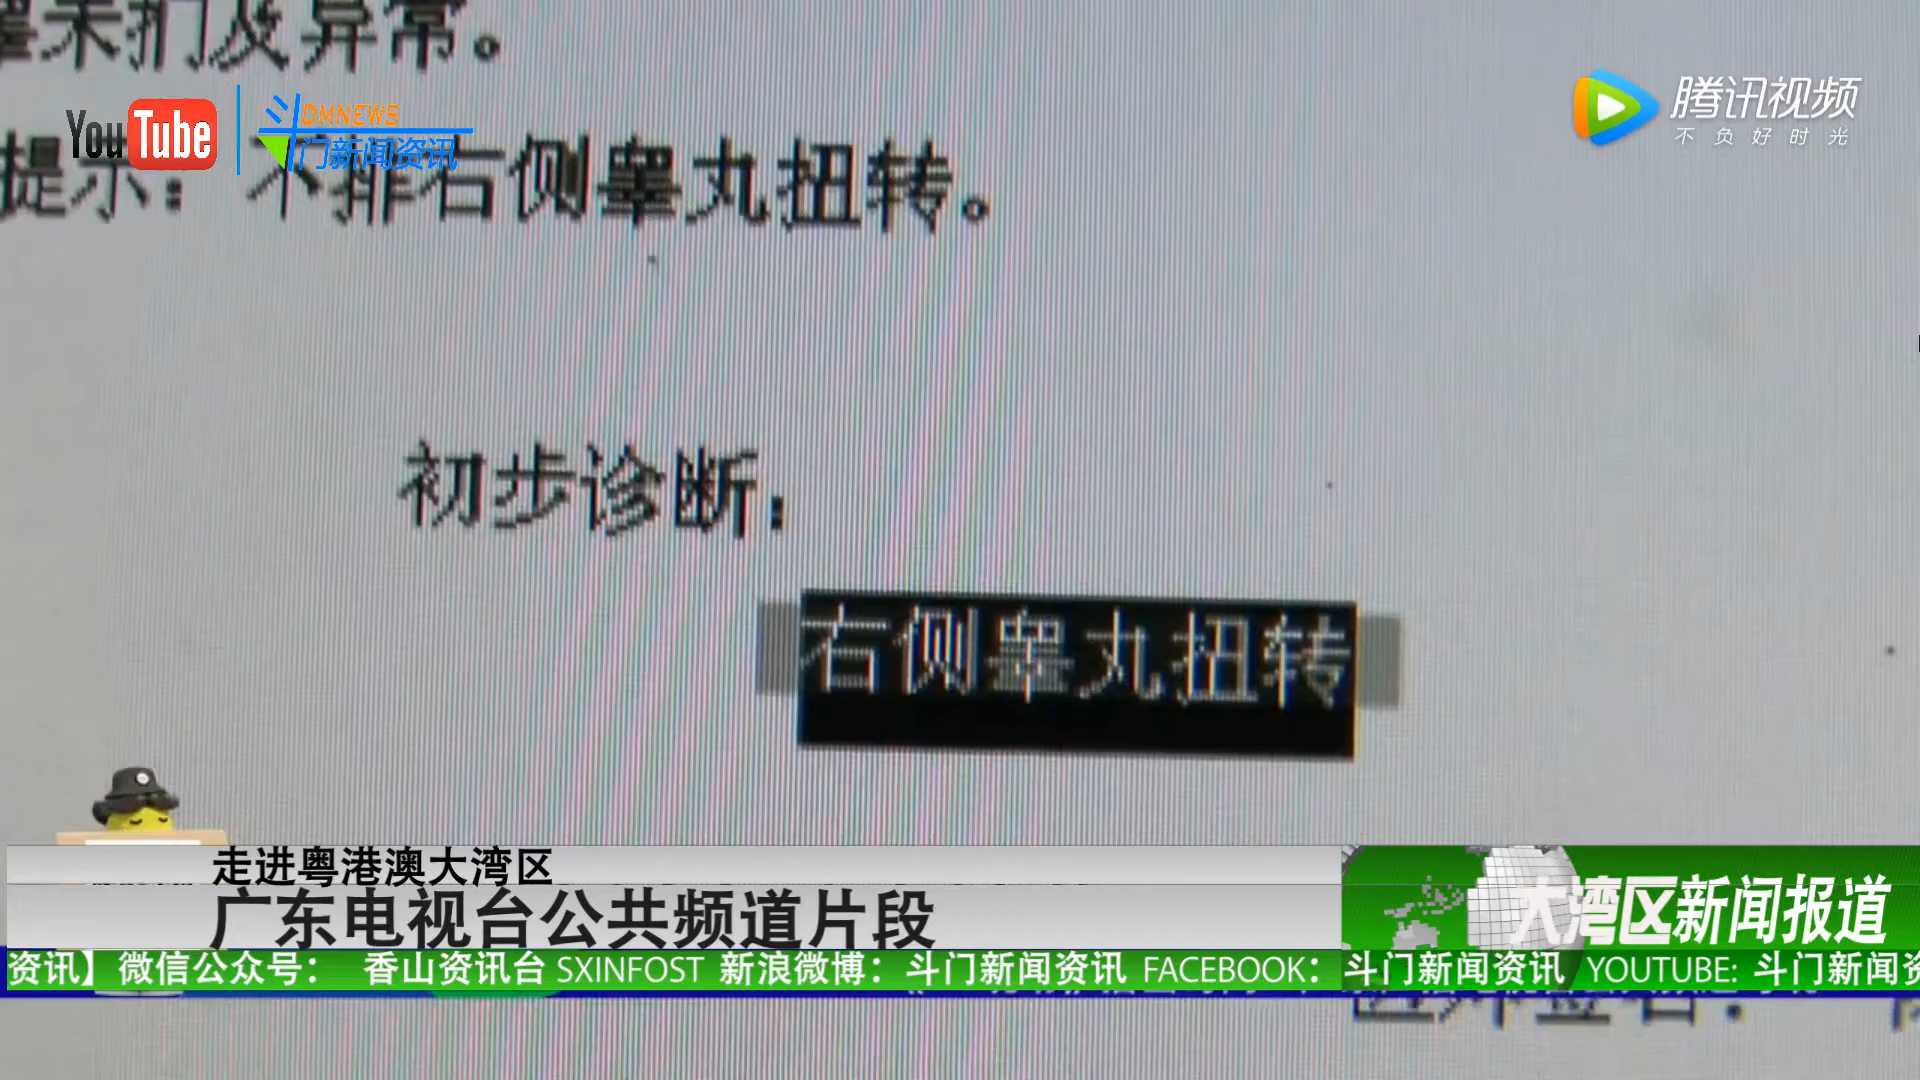 睾未扪及异常。
YouTube
斗门新闻资讯
DMNEWS
腾讯视频
不负好时光
提示：不排右侧睾丸扭转。
初步诊断：
右侧睾丸扭转
走进粤港澳大湾区
广东电视台公共频道片段
大湾区新闻报道
资讯】微信公众号： 香山资讯台 SXINFOST 新浪微博：斗门新闻资讯 FACEBOOK：斗门新闻资讯 YOUTUBE: 斗门新闻资